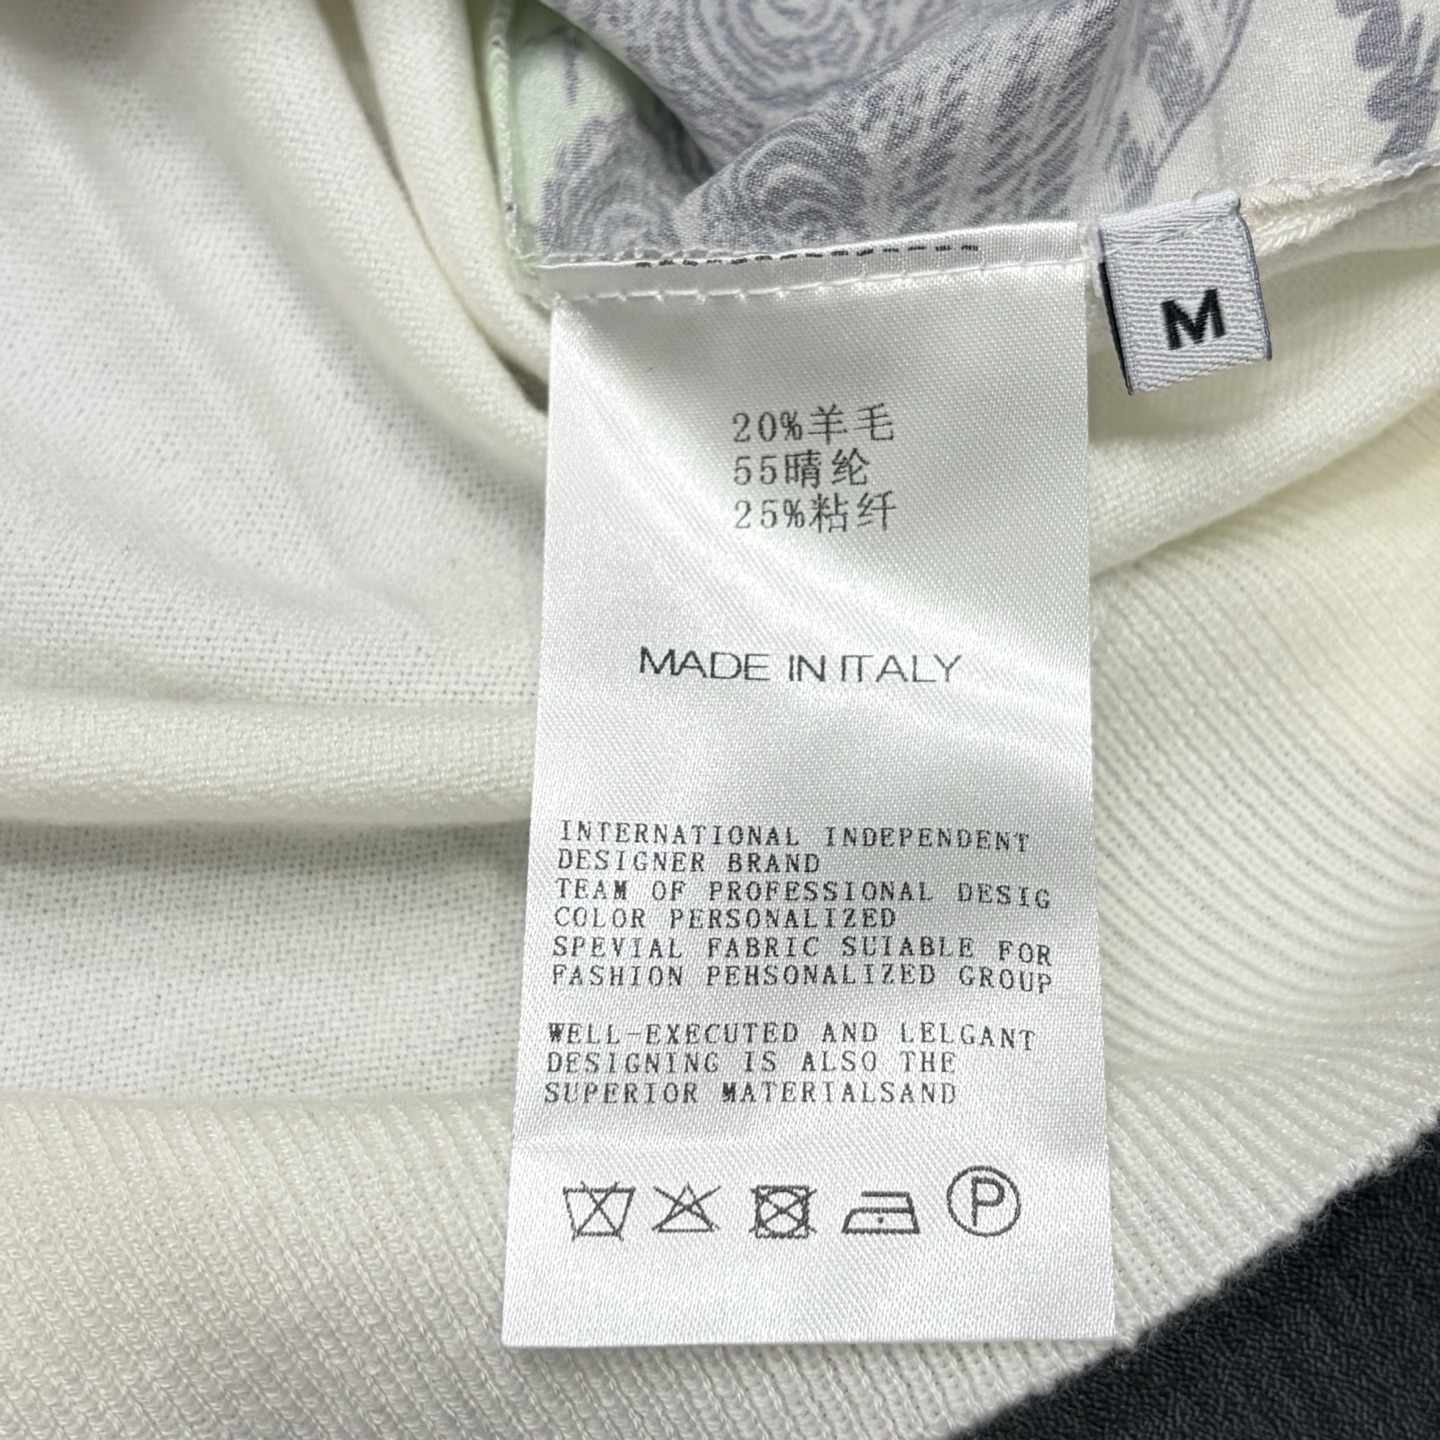 M
20%羊毛
55晴纶
25%粘纤
MADE IN ITALY
INTERNATIONAL INDEPENDENT
DESIGNER BRAND
TEAM OF PROFESSIONAL DESIG
COLOR PERSONALIZED
SPEVIAL FABRIC SUIABLE FOR
FASHION PEHSONALIZED GROUP
WELL-EXECUTED AND LELGANT
DESIGNING IS ALSO THE
SUPERIOR MATERIALSAND
P